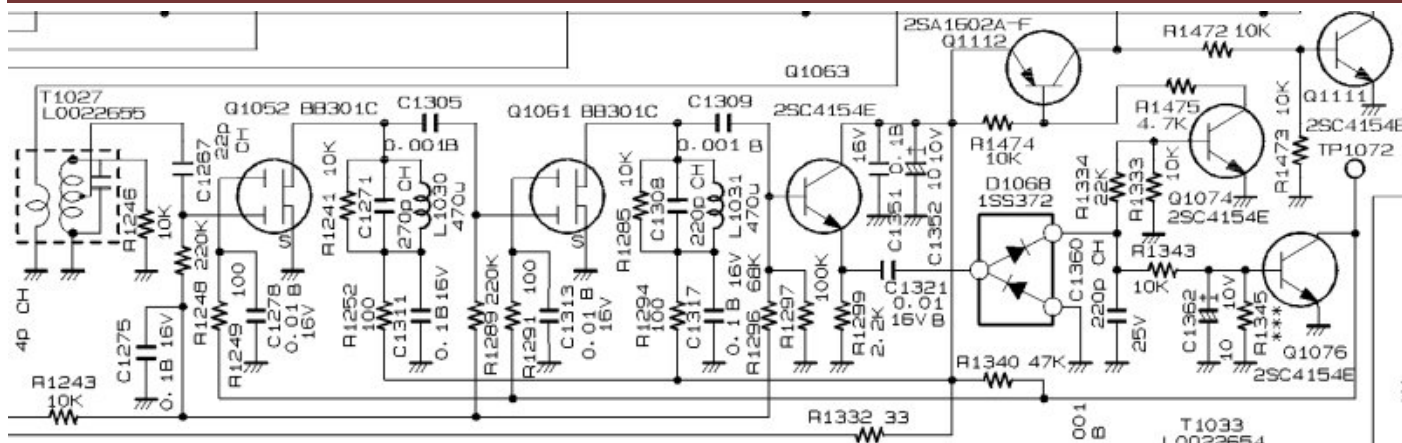 2SA1602A-F
Q1112
R1472 10K
Q1063
T1027
L0022655
Q1052 BB301C
C1305
0.001B
Q1061 BB301C
C1309
0.001 B
2SC4154E
R1474
10K
R1475
4.7K
Q1111
2SC4154E
TP1072
R1473 10K
22p CH
C1267
R1246
10K
R1241 10K
C1271
270p CH
L1030
470u
R1285 10K
C1308
220p CH
L1031
470u
16V
0.1B
C1351
10 10V
C1352
D1068
1SS372
R1334
22K
R1333
10K
Q1074
2SC4154E
4p CH
220K
R1248
100
R1249
C1278
0.01 B
16V
S
R1252
100
C1311
0.1B 16V
R1289 220K
100
R1291
C1313
0.01 B
16V
S
R1294
100
C1317
0.1 B 16V
R1296 68K
R1297
100K
R1299
2.2K
C1321
0.01
16V B
C1360
220p CH
25V
R1343
10K
C1362
10 10V
R1345
***
Q1076
2SC4154E
C1275
0.1B 16V
R1243
10K
R1340 47K
R1332 33
001
B
T1033
L0022654